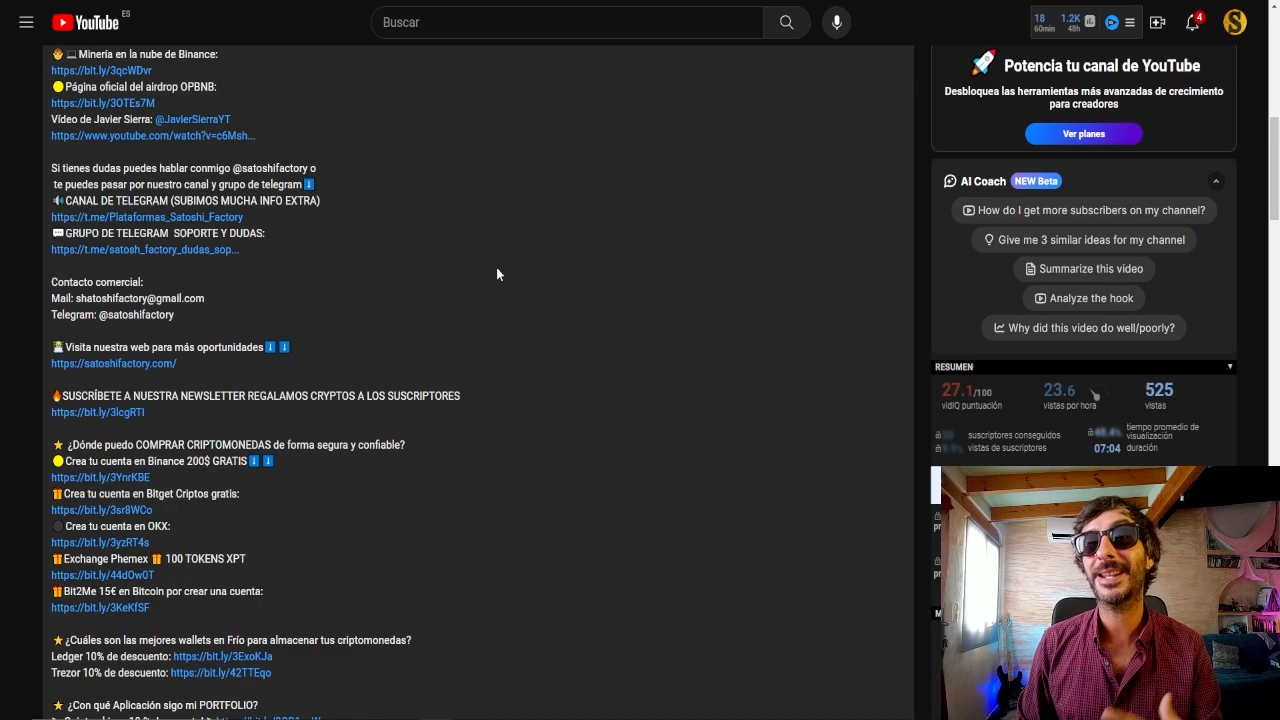 YouTube ES
Buscar
18 60min 1.2K 48h
4
S
Minería en la nube de Binance:
https://bit.ly/3qcWDvr
Página oficial del airdrop OPBNB:
https://bit.ly/3OTEs7M
Vídeo de Javier Sierra: @JavierSierraYT
https://www.youtube.com/watch?v=c6Msh...
Si tienes dudas puedes hablar conmigo @satoshifactory o
te puedes pasar por nuestro canal y grupo de telegram
CANAL DE TELEGRAM (SUBIMOS MUCHA INFO EXTRA)
https://t.me/Plataformas_Satoshi_Factory
GRUPO DE TELEGRAM SOPORTE Y DUDAS:
https://t.me/satosh_factory_dudas_sop...
Contacto comercial:
Mail: shatoshifactory@gmail.com
Telegram: @satoshifactory
Visita nuestra web para más oportunidades
https://satoshifactory.com/
SUSCRÍBETE A NUESTRA NEWSLETTER REGALAMOS CRYPTOS A LOS SUSCRIPTORES
https://bit.ly/3lcgRTI
¿Dónde puedo COMPRAR CRIPTOMONEDAS de forma segura y confiable?
Crea tu cuenta en Binance 200$ GRATIS
https://bit.ly/3YnrKBE
Crea tu cuenta en Bitget Criptos gratis:
https://bit.ly/3sr8WCo
Crea tu cuenta en OKX:
https://bit.ly/3yzRT4s
Exchange Phemex 100 TOKENS XPT
https://bit.ly/44dOw0T
Bit2Me 15€ en Bitcoin por crear una cuenta:
https://bit.ly/3KeKfSF
¿Cuáles son las mejores wallets en Frío para almacenar tus criptomonedas?
Ledger 10% de descuento: https://bit.ly/3ExoKJa
Trezor 10% de descuento: https://bit.ly/42TTEqo
¿Con qué Aplicación sigo mi PORTFOLIO?
Potencia tu canal de YouTube
Desbloquea las herramientas más avanzadas de crecimiento
para creadores
Ver planes
AI Coach NEW Beta
How do I get more subscribers on my channel?
Give me 3 similar ideas for my channel
Summarize this video
Analyze the hook
Why did this video do well/poorly?
RESUMEN
27.1/100 23.6 525
vidIQ puntuación vistas por hora vistas
suscriptores conseguidos tiempo promedio de
visualización
vistas de suscriptores 07:04 duración